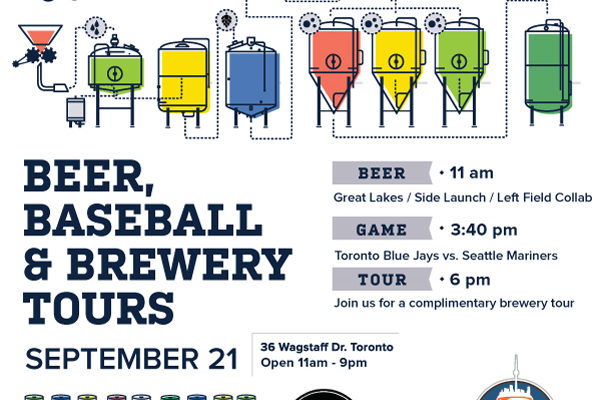 BEER,
BASEBALL
& BREWERY
TOURS
SEPTEMBER 21
36 Wagstaff Dr. Toronto
Open 11am - 9pm
BEER • 11 am
Great Lakes / Side Launch / Left Field Collab
GAME • 3:40 pm
Toronto Blue Jays vs. Seattle Mariners
TOUR • 6 pm
Join us for a complimentary brewery tour